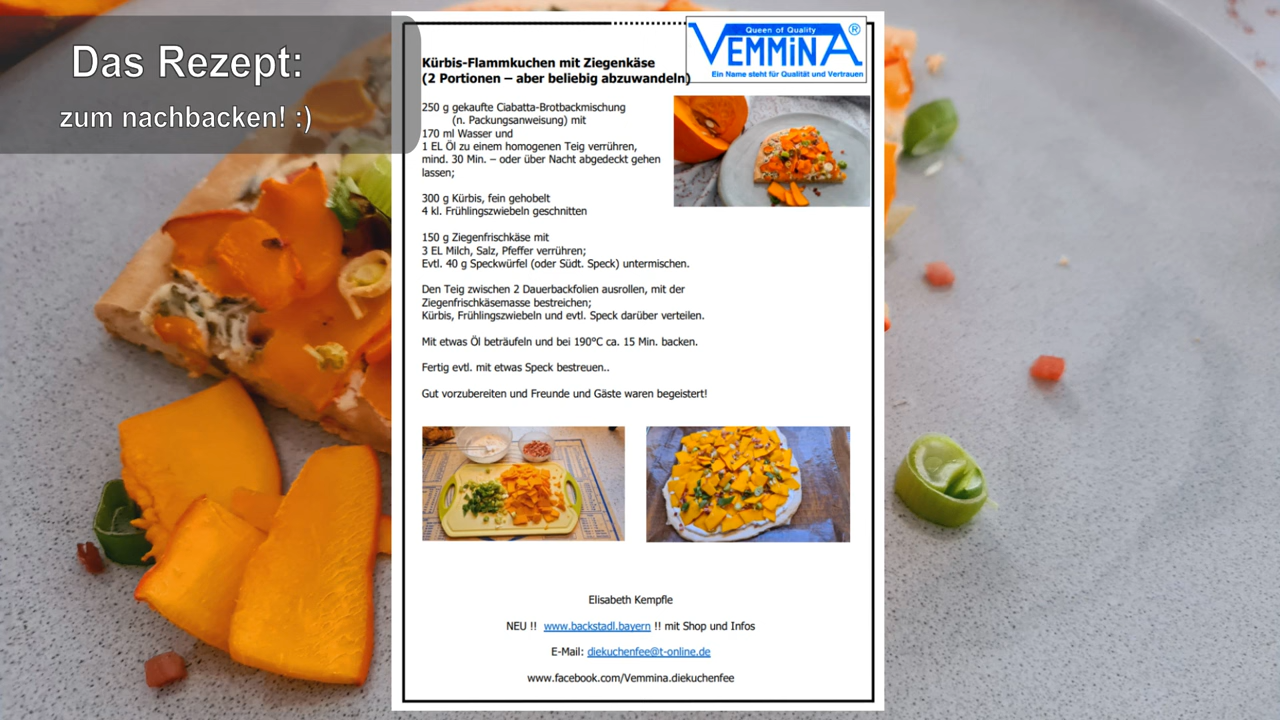 Das Rezept:
zum nachbacken! :)
Queen of Quality
VEMMiNA®
Ein Name steht für Qualität und Vertrauen
Kürbis-Flammkuchen mit Ziegenkäse
(2 Portionen – aber beliebig abzuwandeln)
250 g gekaufte Ciabatta-Brotbackmischung
(n. Packungsanweisung) mit
170 ml Wasser und
1 EL Öl zu einem homogenen Teig verrühren,
mind. 30 Min. – oder über Nacht abgedeckt gehen
lassen;
300 g Kürbis, fein gehobelt
4 kl. Frühlingszwiebeln geschnitten
150 g Ziegenfrischkäse mit
3 EL Milch, Salz, Pfeffer verrühren;
Evtl. 40 g Speckwürfel (oder Südt. Speck) untermischen.
Den Teig zwischen 2 Dauerbackfolien ausrollen, mit der
Ziegenfrischkäsemasse bestreichen;
Kürbis, Frühlingszwiebeln und evtl. Speck darüber verteilen.
Mit etwas Öl beträufeln und bei 190°C ca. 15 Min. backen.
Fertig evtl. mit etwas Speck bestreuen..
Gut vorzubereiten und Freunde und Gäste waren begeistert!
Elisabeth Kempfle
NEU !! www.backstadl.bayern !! mit Shop und Infos
E-Mail: diekuchenfee@t-online.de
www.facebook.com/Vemmina.diekuchenfee